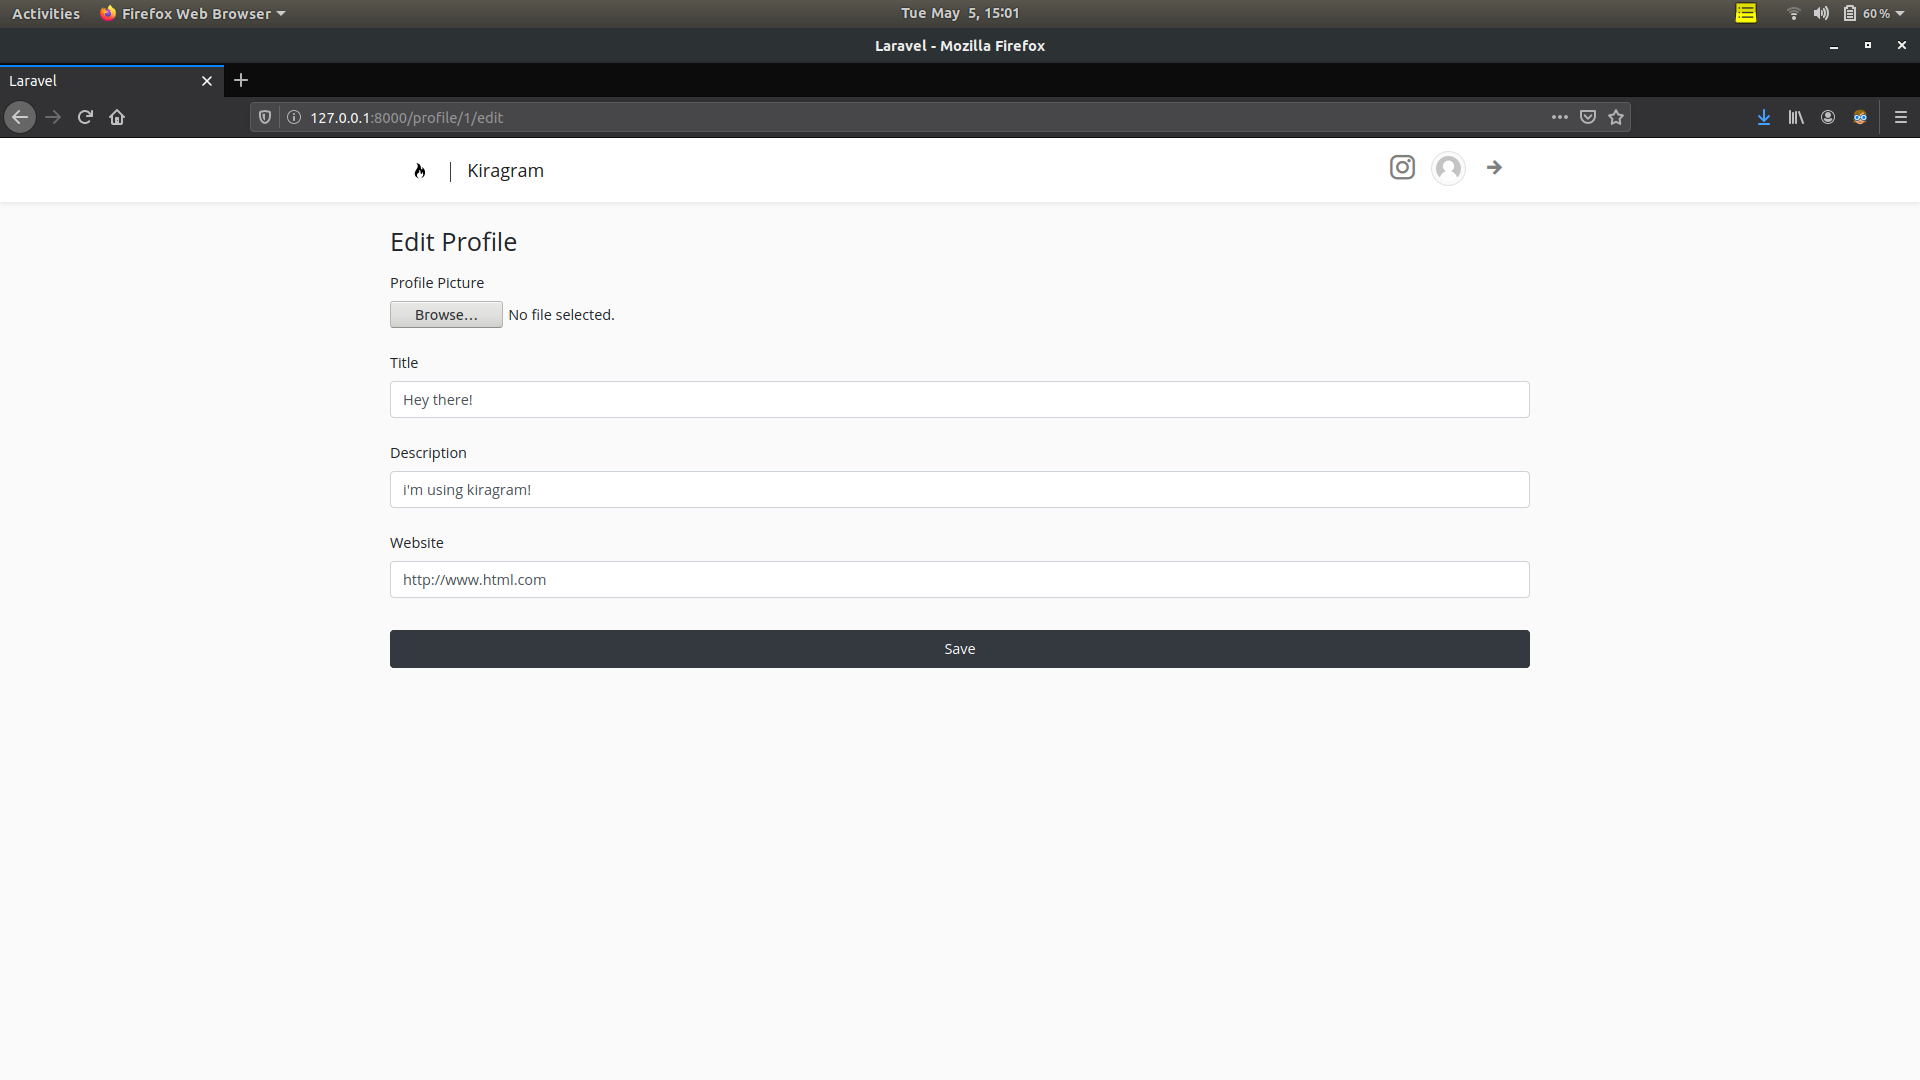 Activities Firefox Web Browser Tue May 5, 15:01 60 %
Laravel - Mozilla Firefox
Laravel
127.0.0.1:8000/profile/1/edit
Kiragram
Edit Profile
Profile Picture
Browse... No file selected.
Title
Hey there!
Description
i'm using kiragram!
Website
http://www.html.com
Save